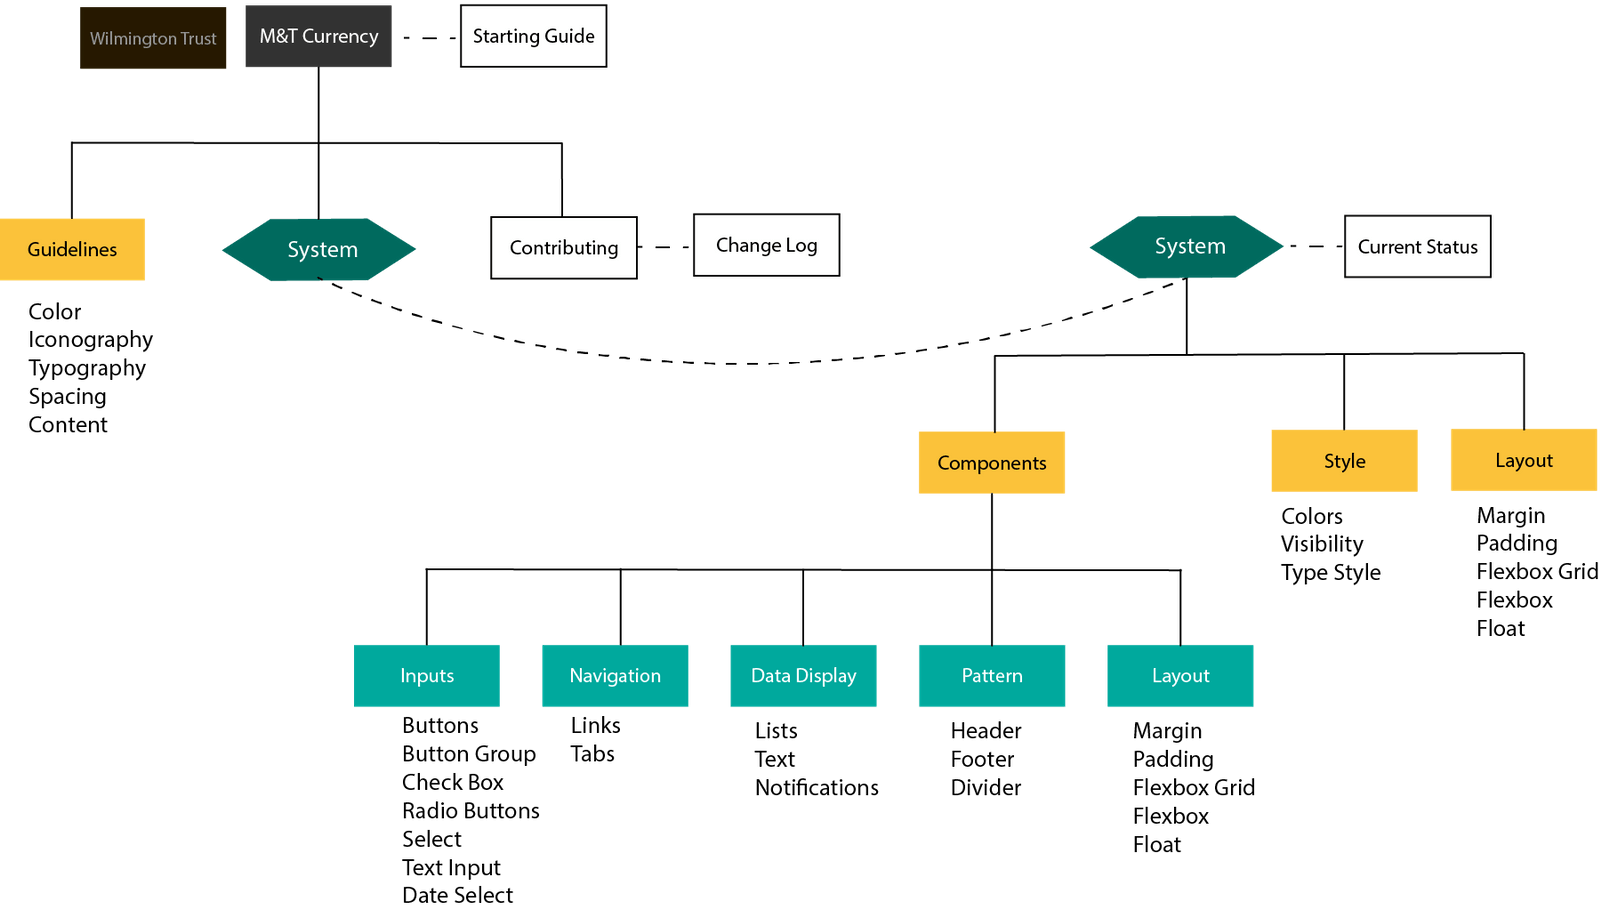 Wilmington Trust
M&T Currency
Starting Guide
Guidelines
System
Contributing
Change Log
System
Current Status
Color
Iconography
Typography
Spacing
Content
Components
Style
Layout
Colors
Visibility
Type Style
Margin
Padding
Flexbox Grid
Flexbox
Float
Inputs
Navigation
Data Display
Pattern
Layout
Buttons
Button Group
Check Box
Radio Buttons
Select
Text Input
Date Select
Links
Tabs
Lists
Text
Notifications
Header
Footer
Divider
Margin
Padding
Flexbox Grid
Flexbox
Float